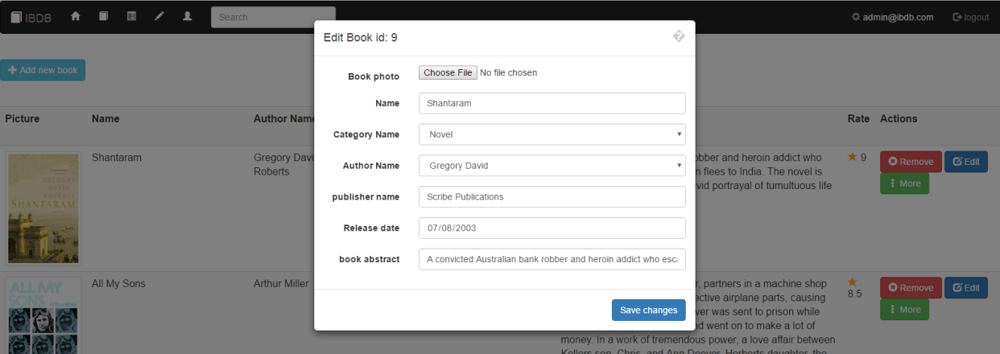 IBDB
Search
admin@ibdb.com
logout
Edit Book id: 9
?
Add new book
Book photo
Choose File No file chosen
Name
Shantaram
Category Name
Novel
Author Name
Gregory David
publisher name
Scribe Publications
Release date
07/08/2003
book abstract
A convicted Australian bank robber and heroin addict who esca
Save changes
Picture Name Author Name Rate Actions
GREGORY
DAVID
ROBERTS
SHANTARAM
Shantaram
Gregory Davi
Roberts
obber and heroin addict who
n flees to India. The novel is
vid portrayal of tumultuous life
9
Remove Edit
More
ALL MY
SONS
Arthur Miller
All My Sons
Arthur Miller
r, partners in a machine shop
ective airplane parts, causing
ver was sent to prison while
nd went on to make a lot of
money. In a work of tremendous power, a love affair between
Kellers son, Chris, and Ann Deever, Herberts daughter, the
8.5
Remove Edit
More